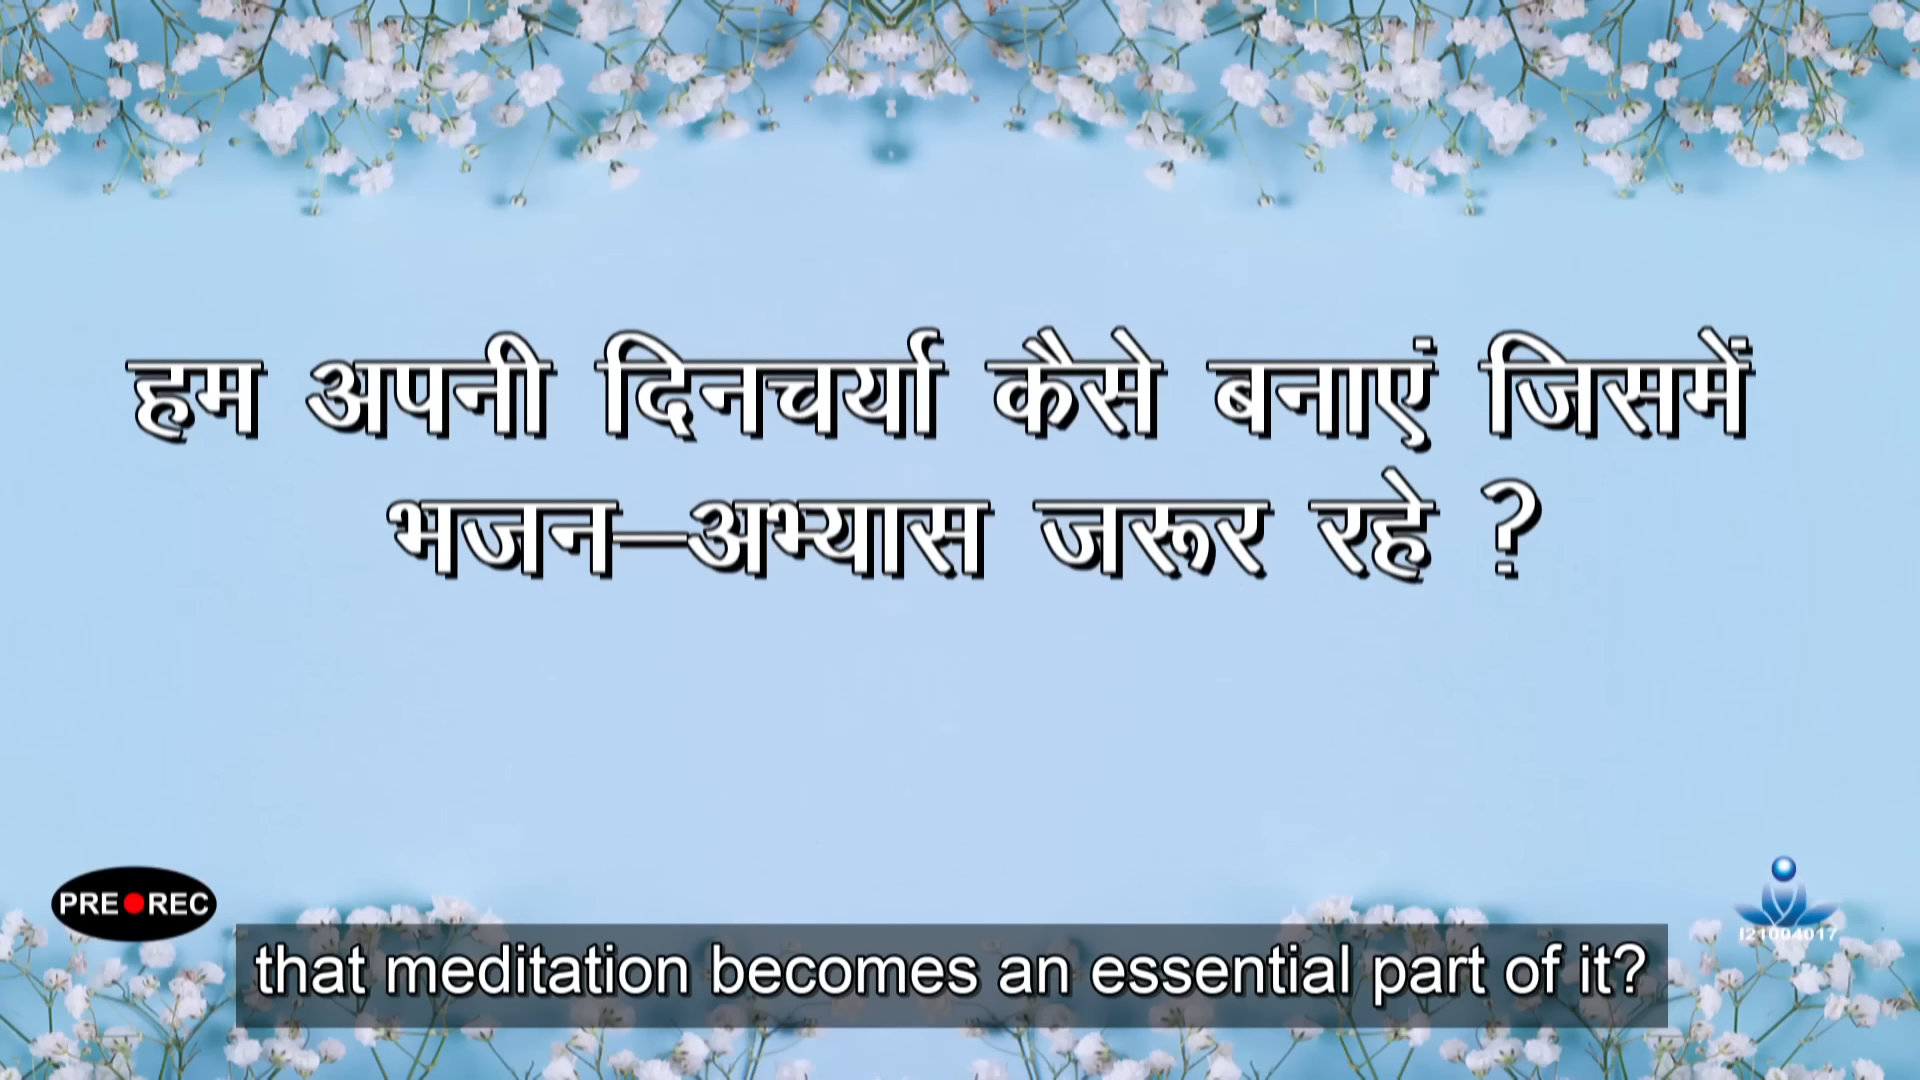 हम अपनी दिनचर्या कैसे बनाएं जिसमें
भजन–अभ्यास जरूर रहे ?
PRE REC
I21004017
that meditation becomes an essential part of it?